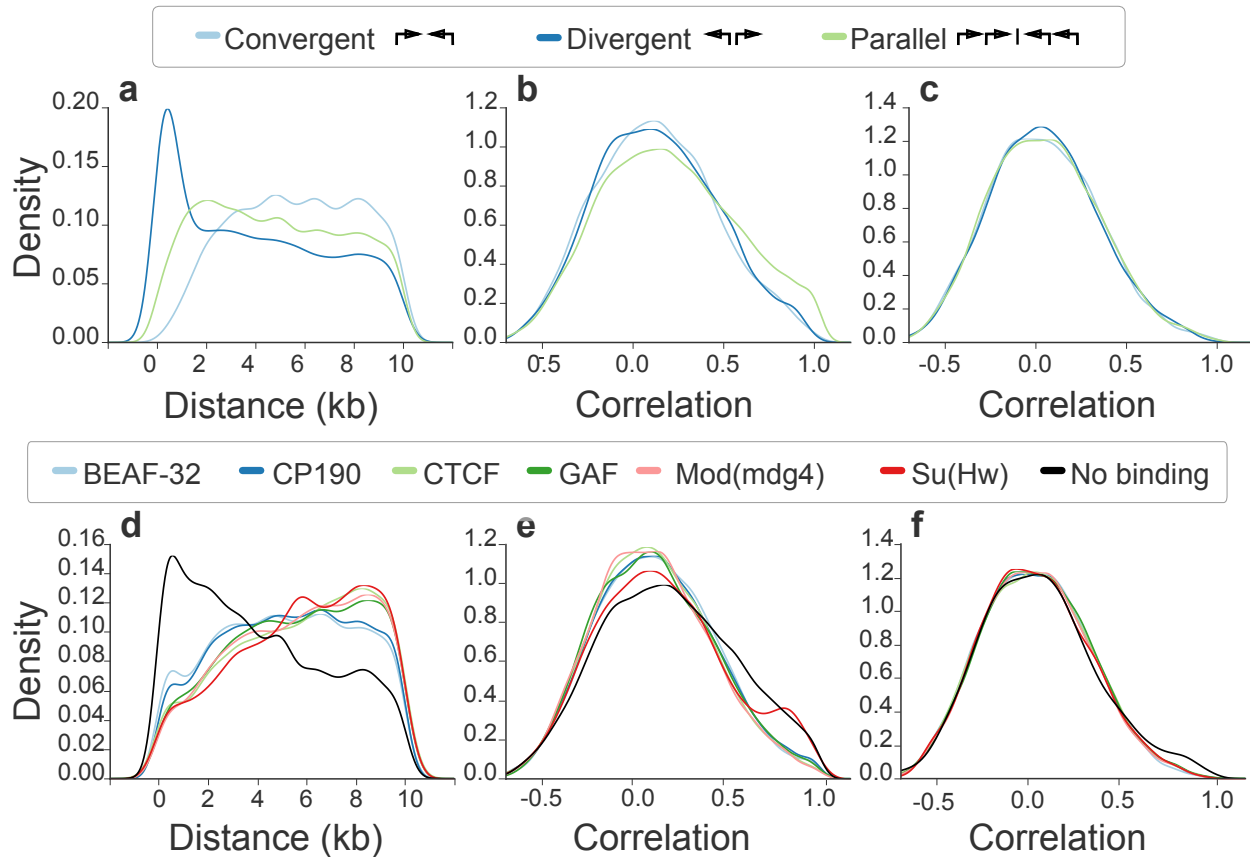 Convergent Divergent Parallel
a b c
Density
0.20
0.15
0.10
0.05
0.00
0 2 4 6 8 10
Distance (kb)
1.2
1.0
0.8
0.6
0.4
0.2
0.0
0.5 0.0 0.5 1.0
Correlation
1.4
1.2
1.0
0.8
0.6
0.4
0.2
0.0
-0.5 0.0 0.5 1.0
Correlation
BEAF-32 CP190 CTCF GAF Mod(mdg4) Su(Hw) No binding
d e f
Density
0.16
0.14
0.12
0.10
0.08
0.06
0.04
0.02
0.00
0 2 4 6 8 10
Distance (kb)
1.2
1.0
0.8
0.6
0.4
0.2
0.0
-0.5 0.0 0.5 1.0
Correlation
1.4
1.2
1.0
0.8
0.6
0.4
0.2
0.0
-0.5 0.0 0.5 1.0
Correlation